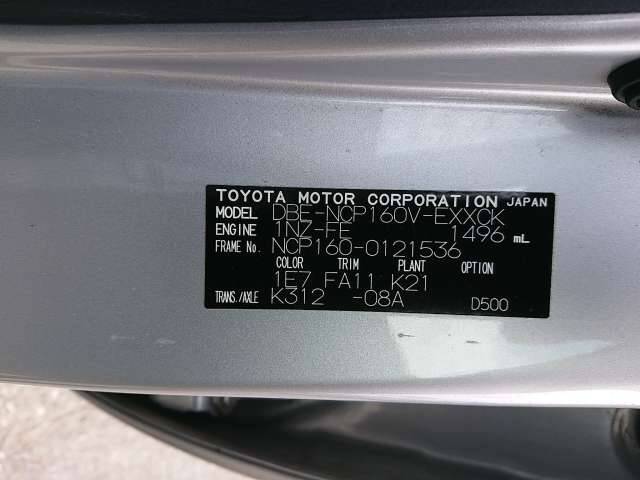 TOYOTA MOTOR CORPORATION JAPAN
MODEL DBE-NCP160V-EXXCK
ENGINE 1NZ-FE 1496 mL
FRAME No. NCP160-0121536
COLOR TRIM PLANT OPTION
1E7 FA11 K21
TRANS./AXLE K312 -08A D500